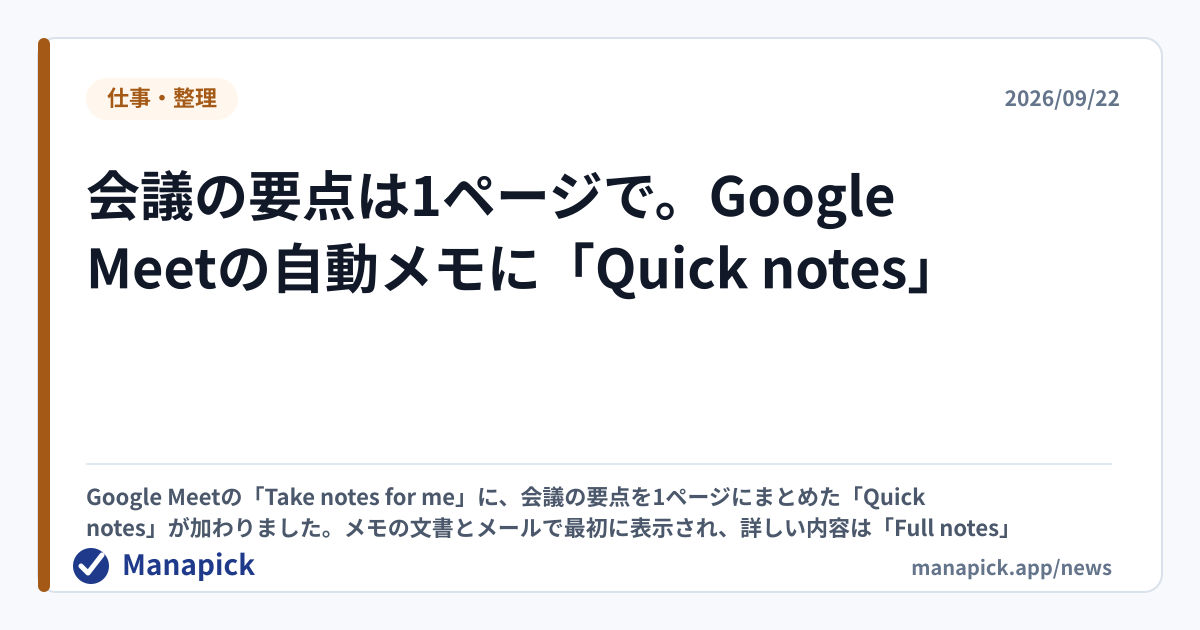 仕事・整理
2026/09/22
会議の要点は1ページで。Google
Meetの自動メモに「Quick notes」
Google Meetの「Take notes for me」に、会議の要点を1ページにまとめた「Quick
notes」が加わりました。メモの文書とメールで最初に表示され、詳しい内容は「Full notes」
Manapick
manapick.app/news